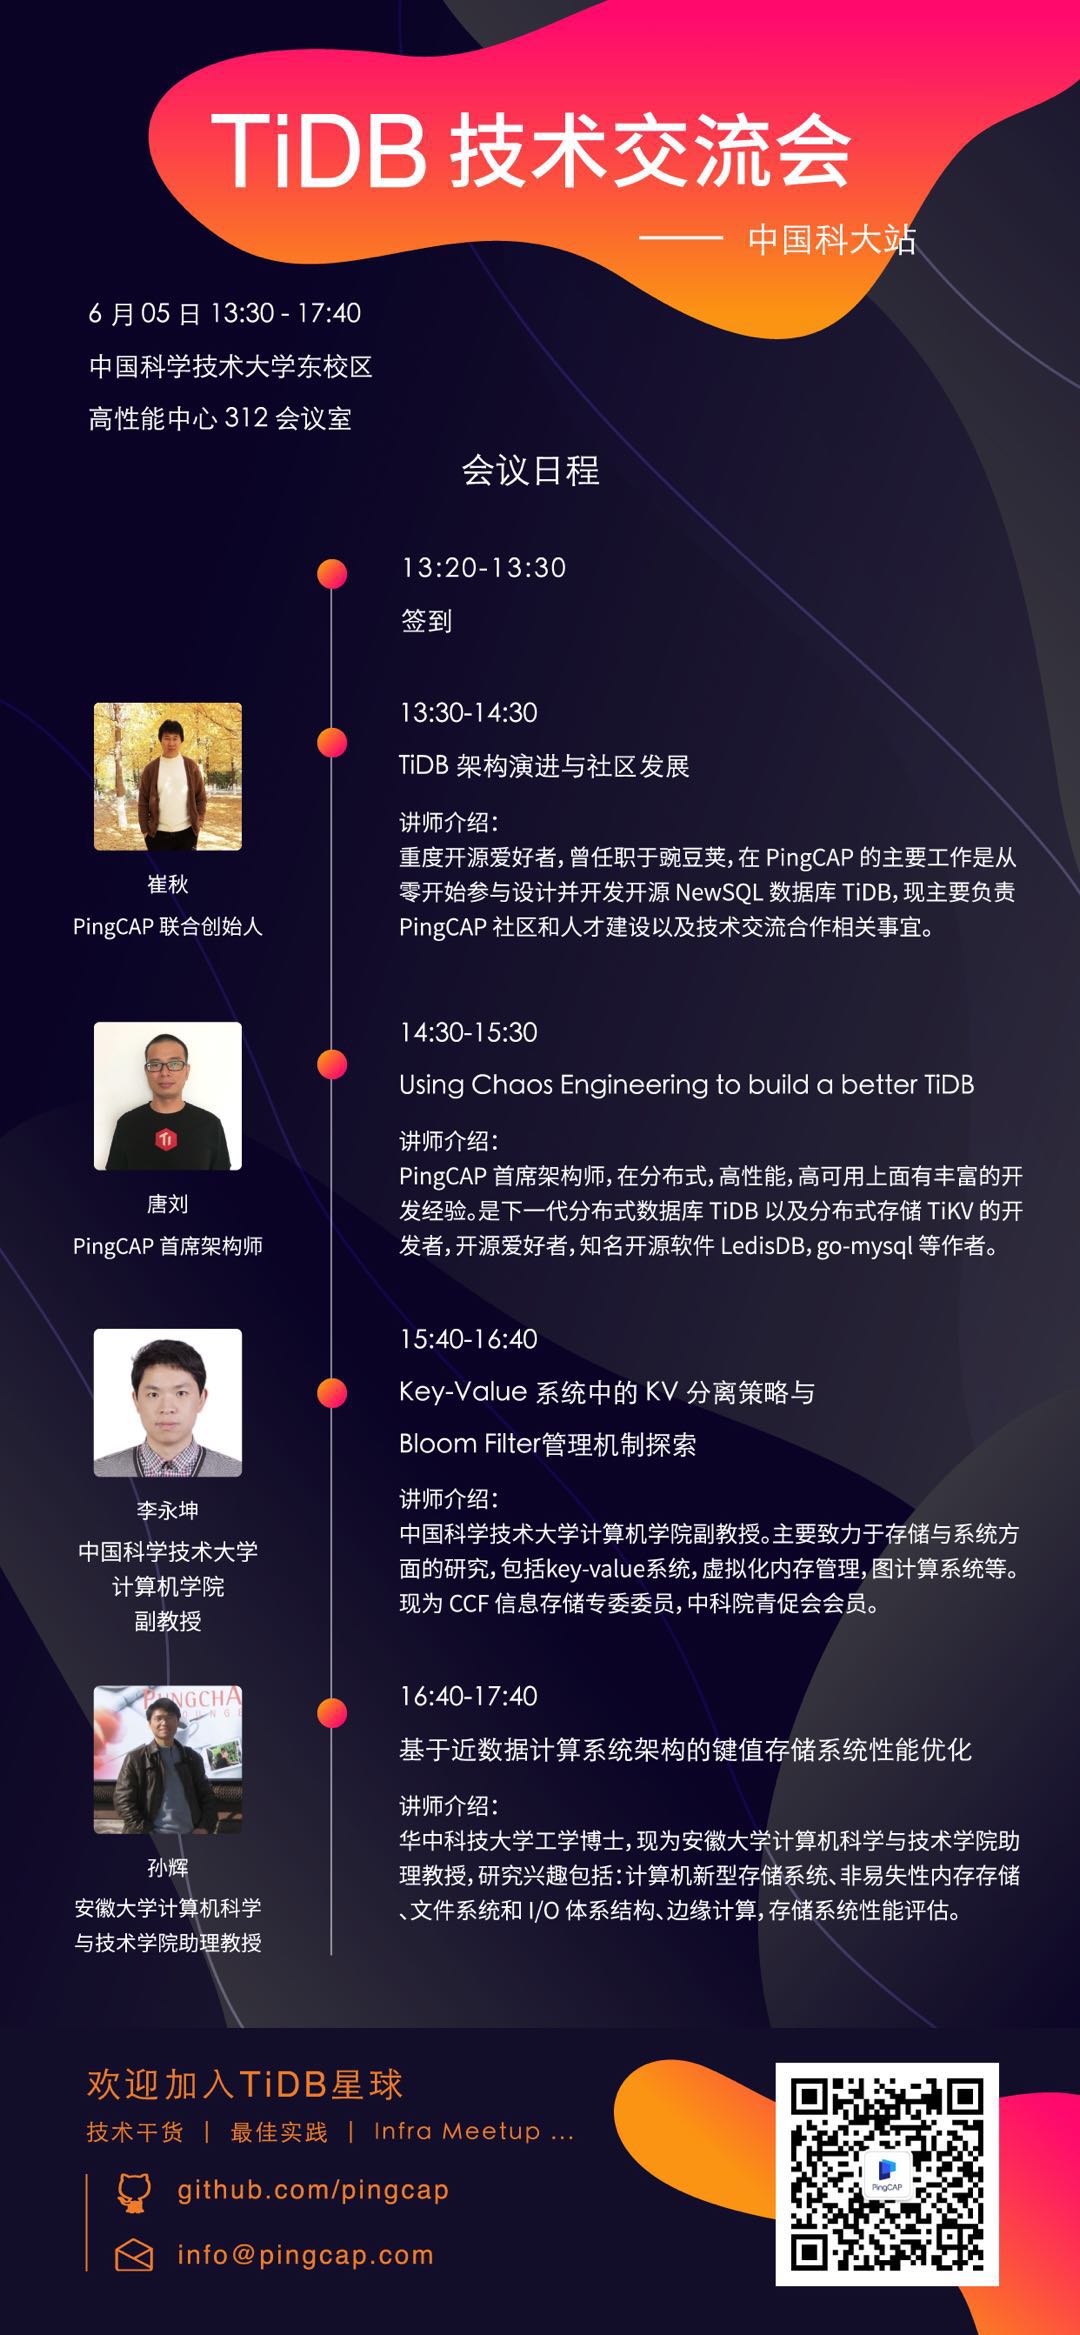 TiDB 技术交流会
中国科大站
6 月 05 日 13:30 - 17:40
中国科学技术大学东校区
高性能中心 312 会议室
会议日程
13:20-13:30
签到
13:30-14:30
TiDB 架构演进与社区发展
讲师介绍：
重度开源爱好者，曾任职于豌豆荚，在 PingCAP 的主要工作是从
零开始参与设计并开发开源 NewSQL 数据库 TiDB，现主要负责
PingCAP 社区和人才建设以及技术交流合作相关事宜。
崔秋
PingCAP 联合创始人
14:30-15:30
Using Chaos Engineering to build a better TiDB
讲师介绍：
PingCAP 首席架构师，在分布式，高性能，高可用上面有丰富的开
发经验。是下一代分布式数据库 TiDB 以及分布式存储 TiKV 的开
发者，开源爱好者，知名开源软件 LedisDB，go-mysql 等作者。
唐刘
PingCAP 首席架构师
15:40-16:40
Key-Value 系统中的 KV 分离策略与
Bloom Filter管理机制探索
讲师介绍：
中国科学技术大学计算机学院副教授。主要致力于存储与系统方
面的研究，包括key-value系统，虚拟化内存管理，图计算系统等。
现为 CCF 信息存储专委委员，中科院青促会会员。
李永坤
中国科学技术大学
计算机学院
副教授
16:40-17:40
基于近数据计算系统架构的键值存储系统性能优化
讲师介绍：
华中科技大学工学博士，现为安徽大学计算机科学与技术学院助
理教授，研究兴趣包括：计算机新型存储系统、非易失性内存存储
、文件系统和 I/O 体系结构、边缘计算，存储系统性能评估。
孙辉
安徽大学计算机科学
与技术学院助理教授
欢迎加入TiDB星球
技术干货 | 最佳实践 | Infra Meetup ...
github.com/pingcap
info@pingcap.com
PingCAP